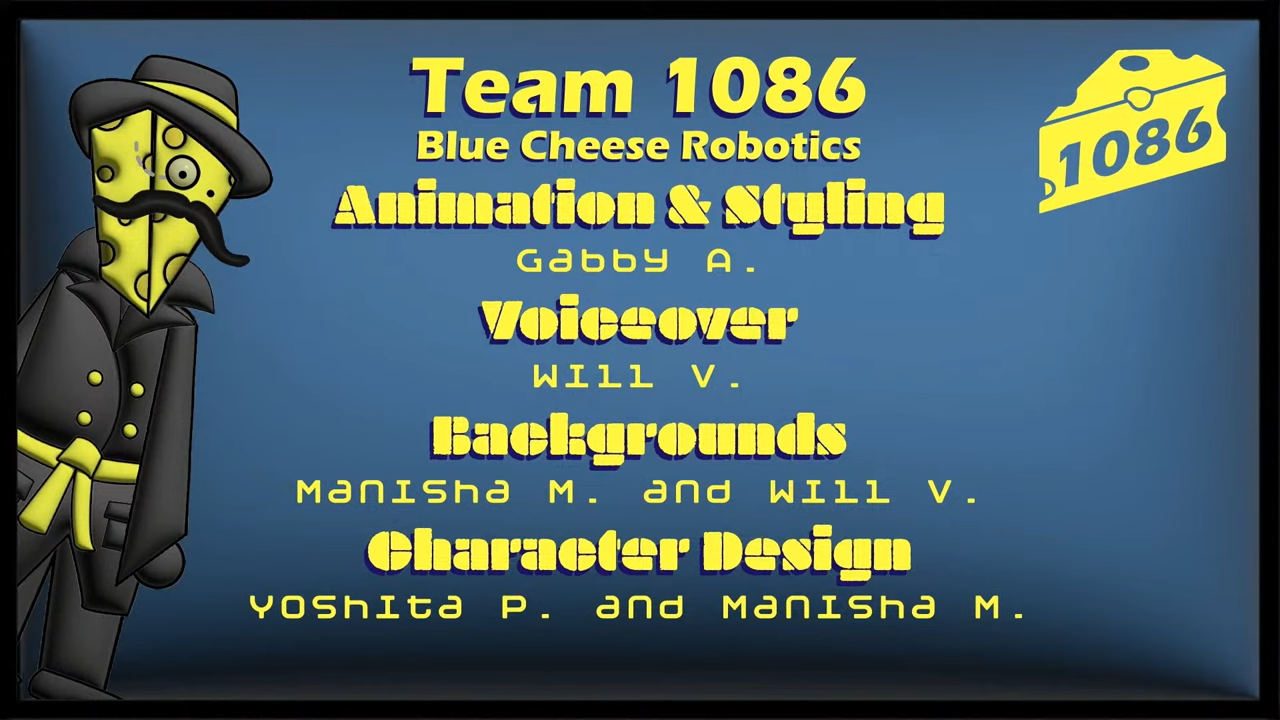 Team 1086
Blue Cheese Robotics
1086
Animation & Styling
Gabby A.
Voiceover
Will V.
Backgrounds
Manisha M. and Will V.
Character Design
Yoshita P. and Manisha M.